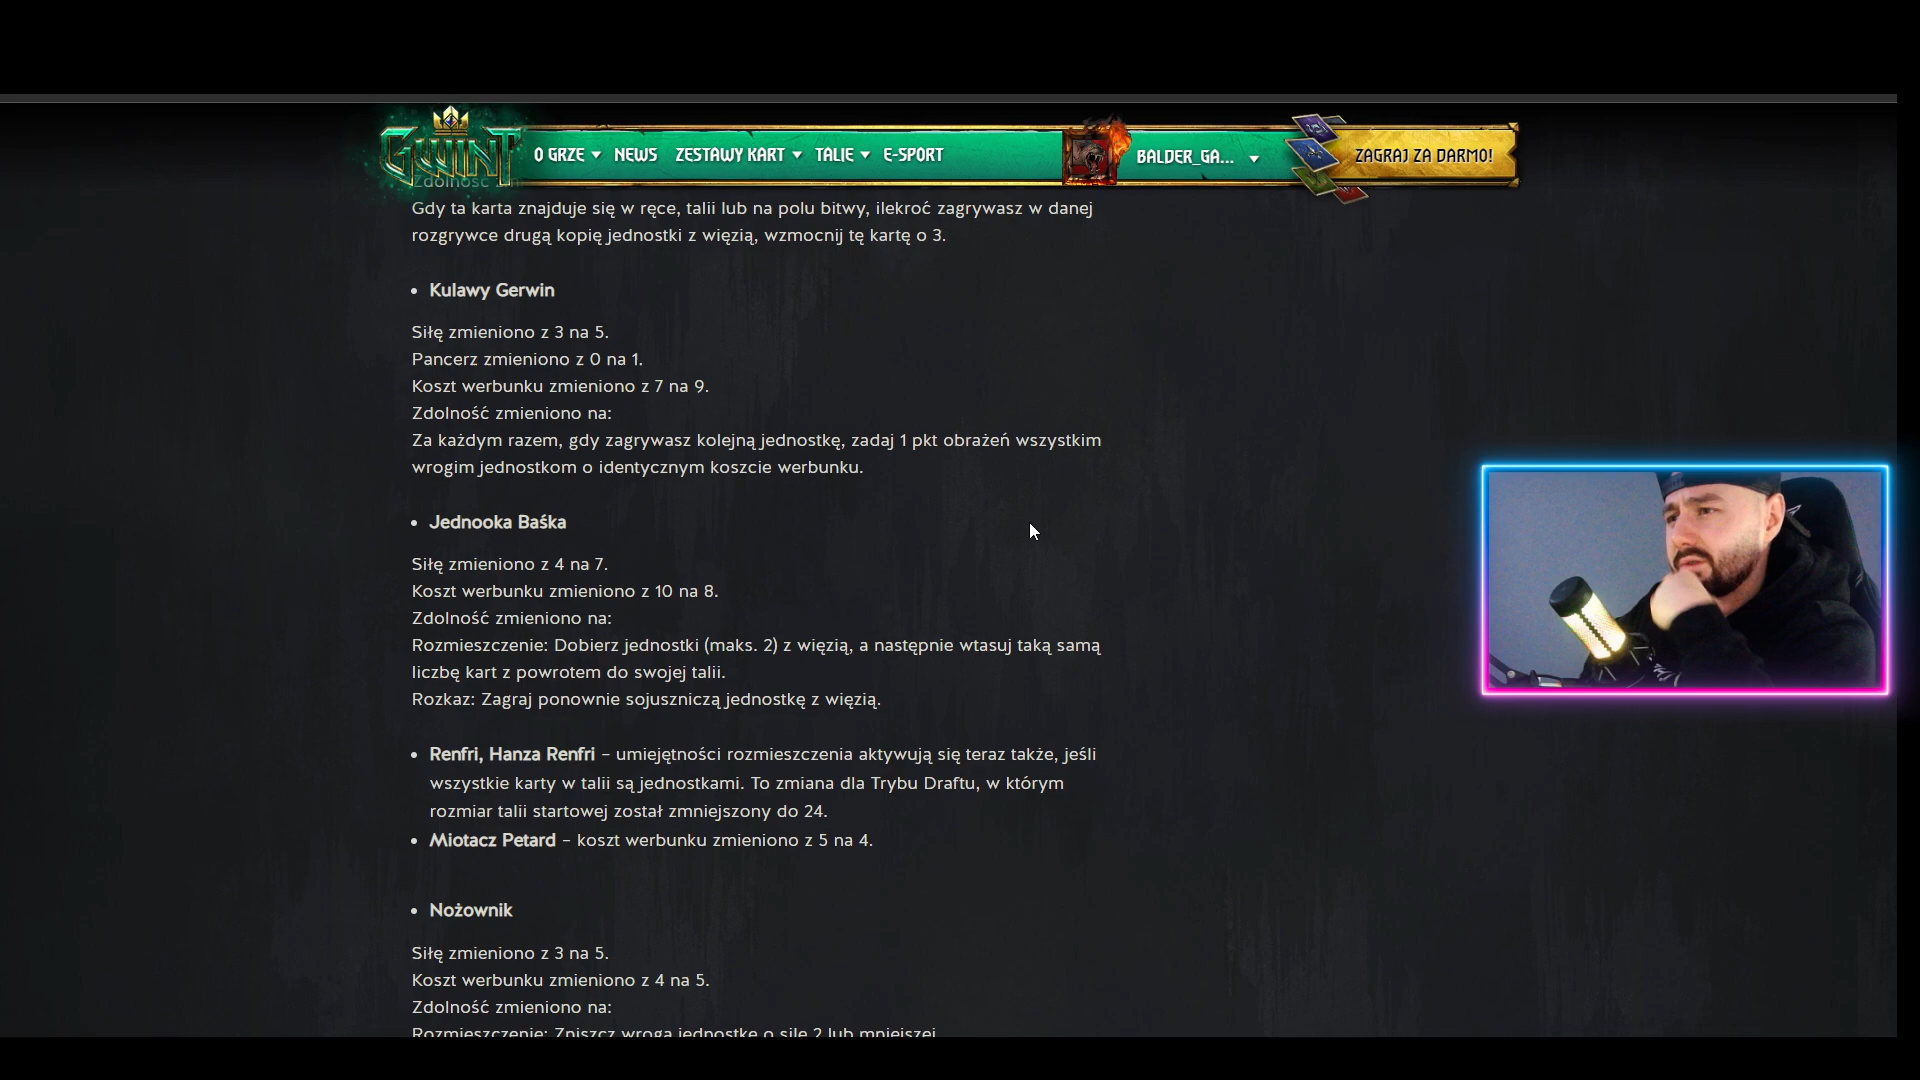 GWINT
O GRZE
NEWS
ZESTAWY KART
TALIE
E-SPORT
BALDER_GA...
ZAGRAJ ZA DARMO!
Gdy ta karta znajduje się w ręce, talii lub na polu bitwy, ilekroć zagrywasz w danej
rozgrywce drugą kopię jednostki z więzią, wzmocnij tę kartę o 3.
• Kulawy Gerwin
Siłę zmieniono z 3 na 5.
Pancerz zmieniono z 0 na 1.
Koszt werbunku zmieniono z 7 na 9.
Zdolność zmieniono na:
Za każdym razem, gdy zagrywasz kolejną jednostkę, zadaj 1 pkt obrażeń wszystkim
wrogim jednostkom o identycznym koszcie werbunku.
• Jednooka Baśka
Siłę zmieniono z 4 na 7.
Koszt werbunku zmieniono z 10 na 8.
Zdolność zmieniono na:
Rozmieszczenie: Dobierz jednostki (maks. 2) z więzią, a następnie wtasuj taką samą
liczbę kart z powrotem do swojej talii.
Rozkaz: Zagraj ponownie sojuszniczą jednostkę z więzią.
• Renfri, Hanza Renfri – umiejętności rozmieszczenia aktywują się teraz także, jeśli
wszystkie karty w talii są jednostkami. To zmiana dla Trybu Draftu, w którym
rozmiar talii startowej został zmniejszony do 24.
• Miotacz Petard – koszt werbunku zmieniono z 5 na 4.
• Nożownik
Siłę zmieniono z 3 na 5.
Koszt werbunku zmieniono z 4 na 5.
Zdolność zmieniono na:
Rozmieszczenie: Zniszcz wrogą jednostkę o sile 2 lub mniejszej.